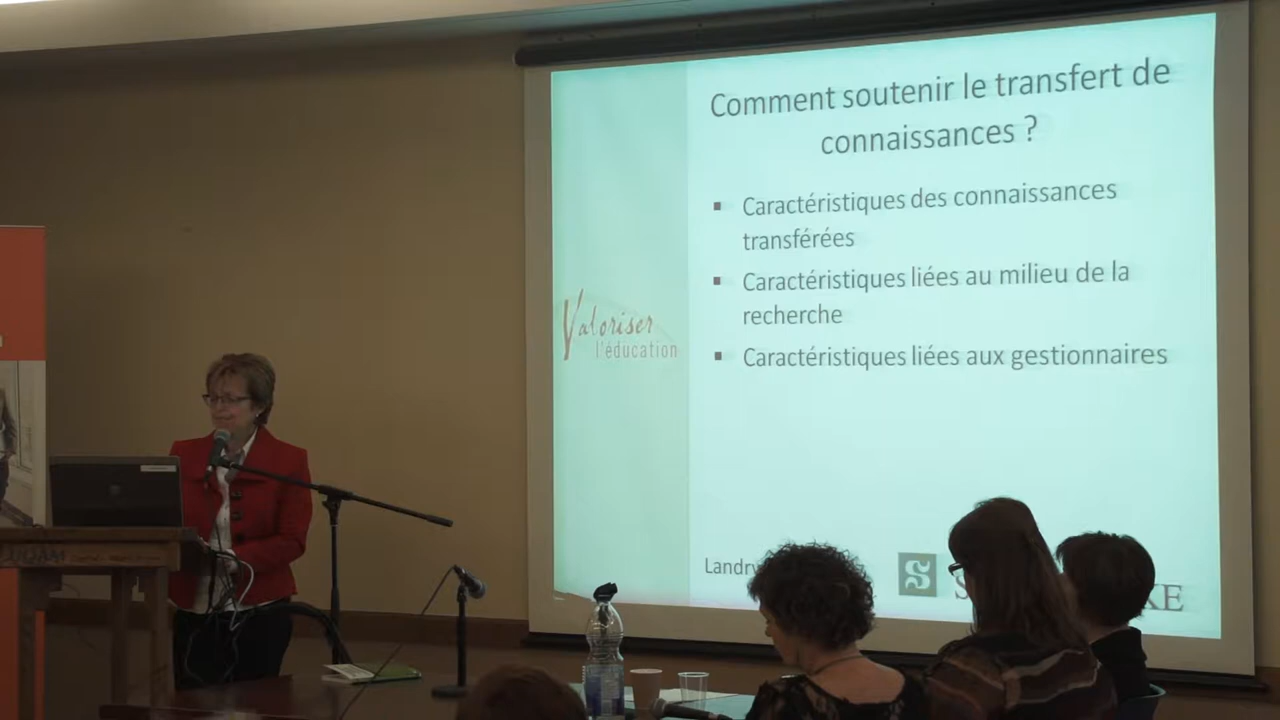 Comment soutenir le transfert de
connaissances ?
▪ Caractéristiques des connaissances
transférées
▪ Caractéristiques liées au milieu de la
recherche
▪ Caractéristiques liées aux gestionnaires
Valoriser
l'éducation
S